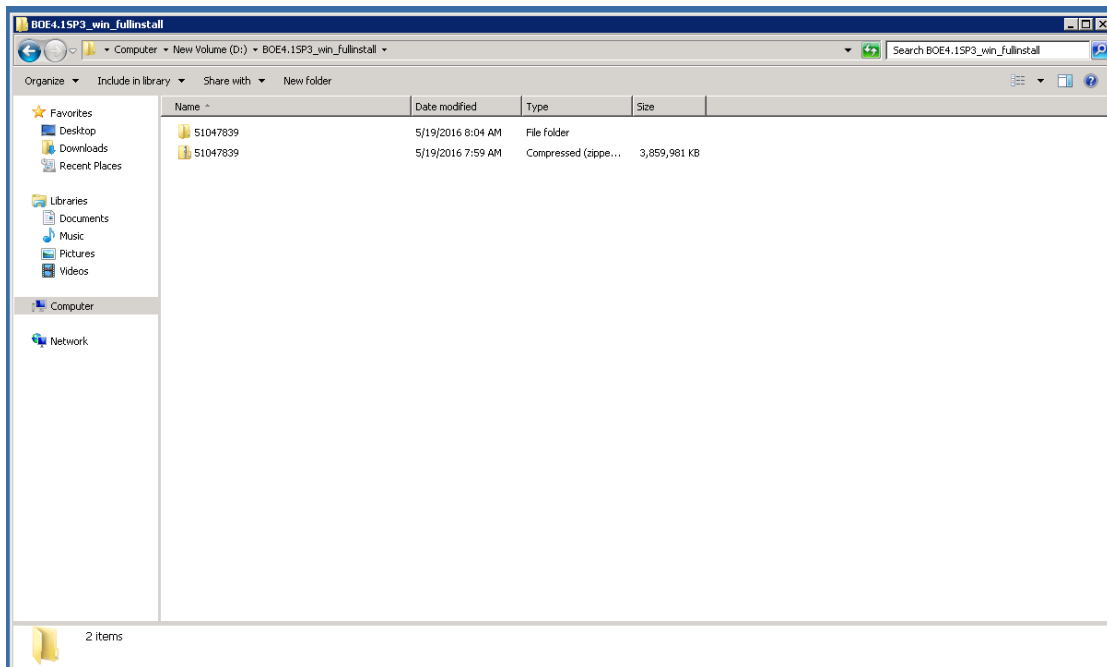 BOE4.1SP3_win_fullinstall
Computer New Volume (D:) BOE4.1SP3_win_fullinstall Search BOE4.1SP3_win_fullinstall
Organize Include in library Share with New folder
Favorites
Desktop
Downloads
Recent Places
Libraries
Documents
Music
Pictures
Videos
Computer
Network
Name Date modified Type Size
51047839 5/19/2016 8:04 AM File folder
51047839 5/19/2016 7:59 AM Compressed (zippe... 3,859,981 KB
2 items